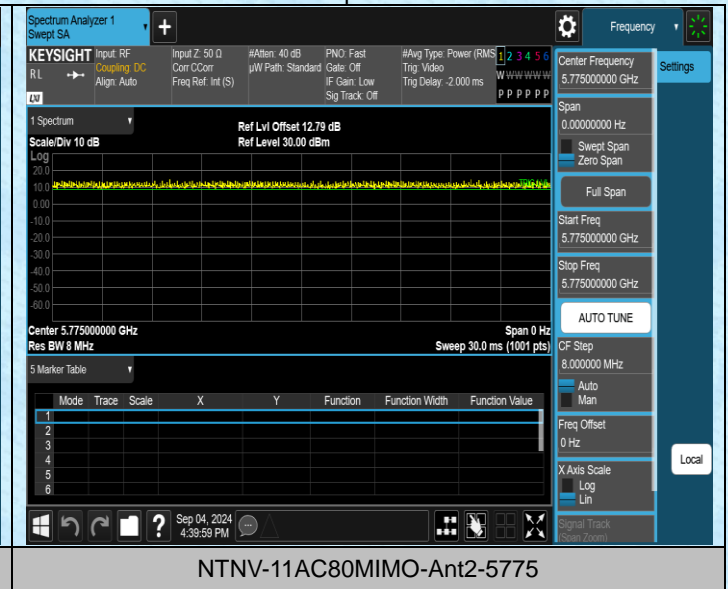 Spectrum Analyzer 1
Swept SA
+
Frequency
KEYSIGHT
RL
LXI
Input: RF
Coupling: DC
Align: Auto
Input Z: 50 Ω
Corr CCorr
Freq Ref: Int (S)
#Atten: 40 dB
µW Path: Standard
PNO: Fast
Gate: Off
IF Gain: Low
Sig Track: Off
#Avg Type: Power (RMS
Trig: Video
Trig Delay: -2.000 ms
1 2 3 4 5 6
W W W W W W
P P P P P P
1 Spectrum
Scale/Div 10 dB
Ref Lvl Offset 12.79 dB
Ref Level 30.00 dBm
Log
20.0
10.0
0.00
-10.0
-20.0
-30.0
-40.0
-50.0
-60.0
Center 5.775000000 GHz
Res BW 8 MHz
Span 0 Hz
Sweep 30.0 ms (1001 pts)
5 Marker Table
Mode Trace Scale X Y Function Function Width Function Value
1
2
3
4
5
6
Sep 04, 2024
4:39:59 PM
?
Center Frequency
5.775000000 GHz
Settings
Span
0.00000000 Hz
Swept Span
Zero Span
Full Span
Start Freq
5.775000000 GHz
Stop Freq
5.775000000 GHz
AUTO TUNE
CF Step
8.000000 MHz
Auto
Man
Freq Offset
0 Hz
X Axis Scale
Log
Lin
Signal Track
(Span Zoom)
Local
NTNV-11AC80MIMO-Ant2-5775